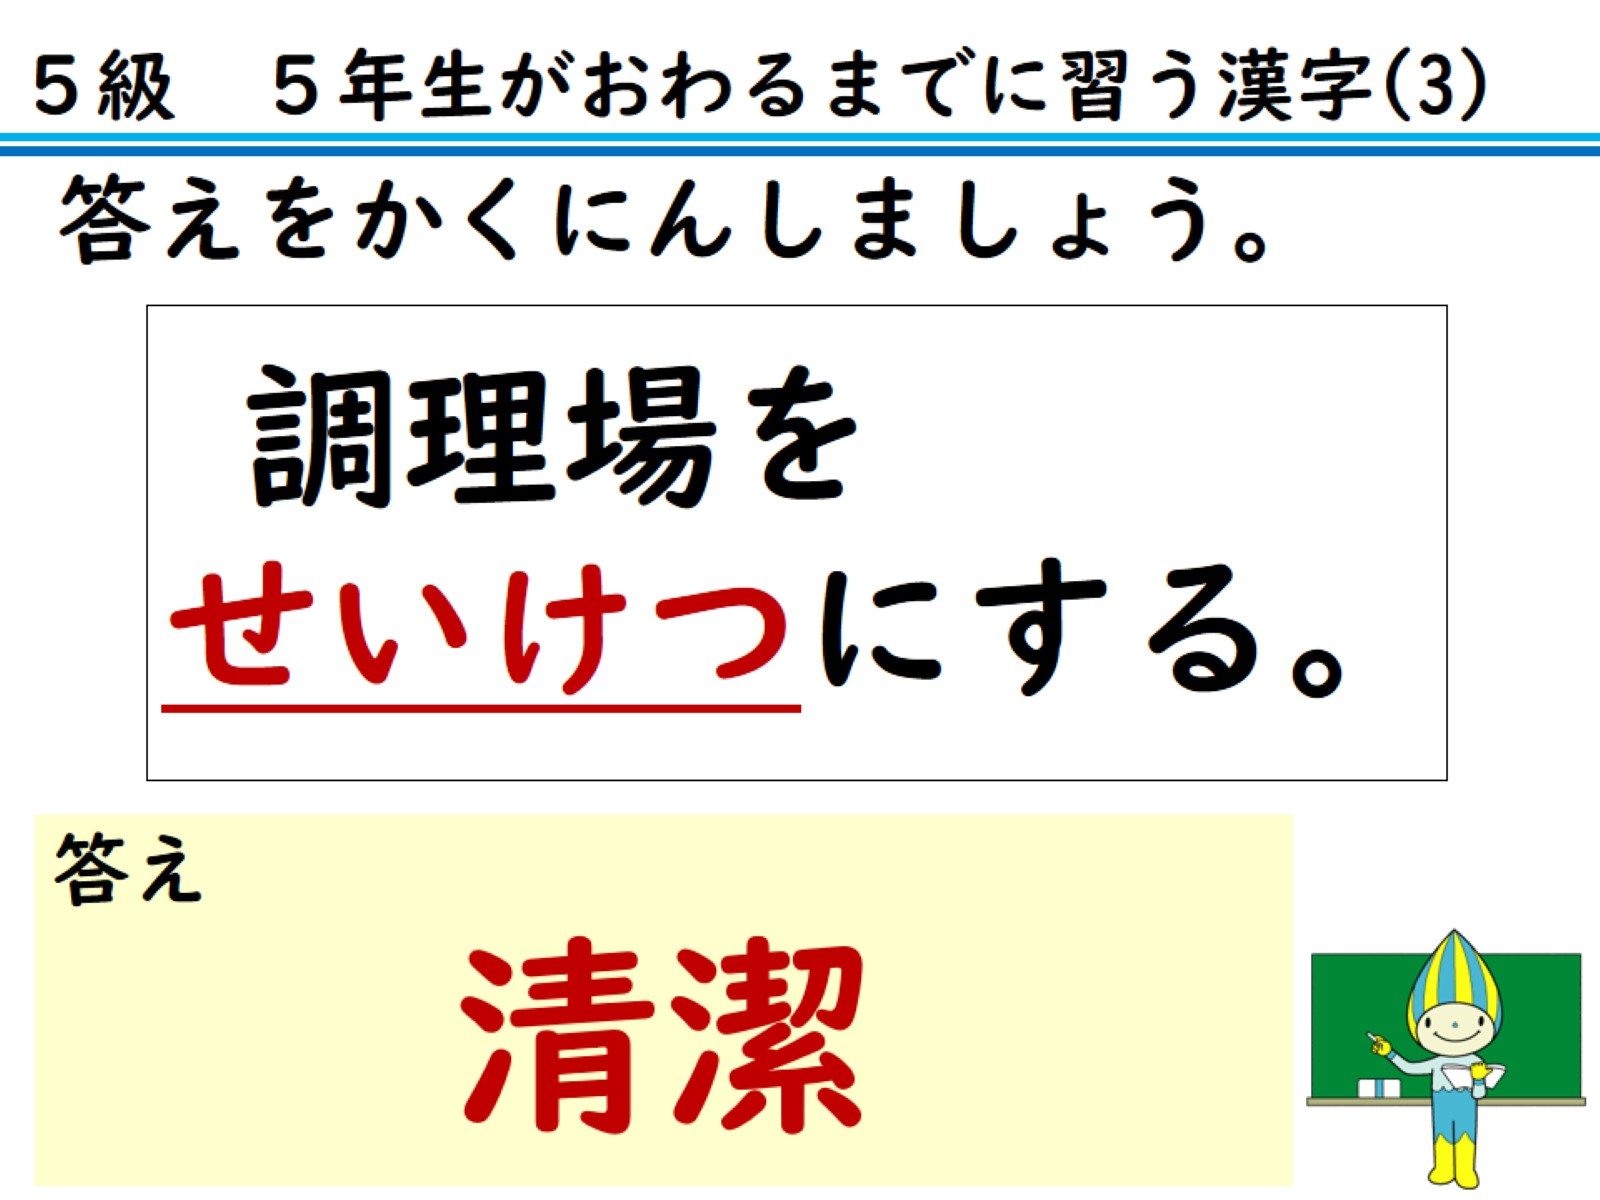 ５級　５年生がおわるまでに習う漢字(3)
答えをかくにんしましょう。
調理場を
せいけつにする。
答え
清潔